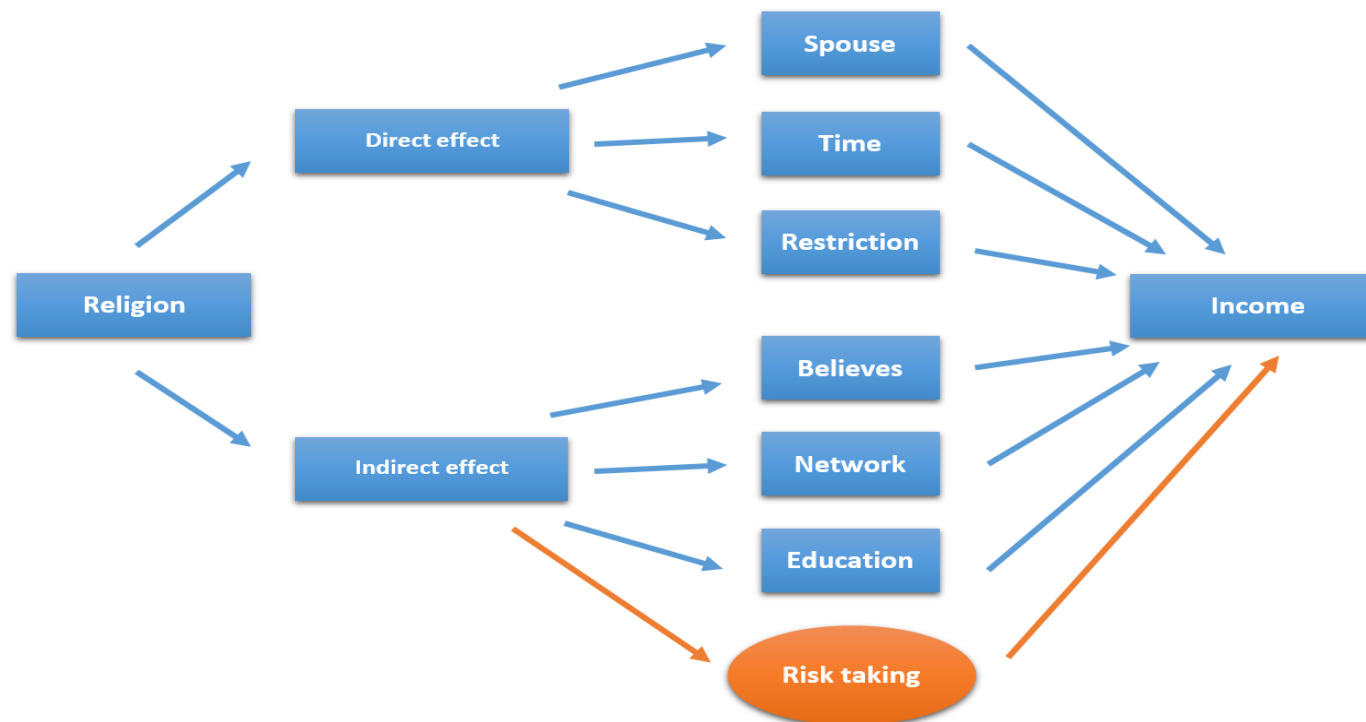 Religion
Direct effect
Indirect effect
Spouse
Time
Restriction
Believes
Network
Education
Risk taking
Income